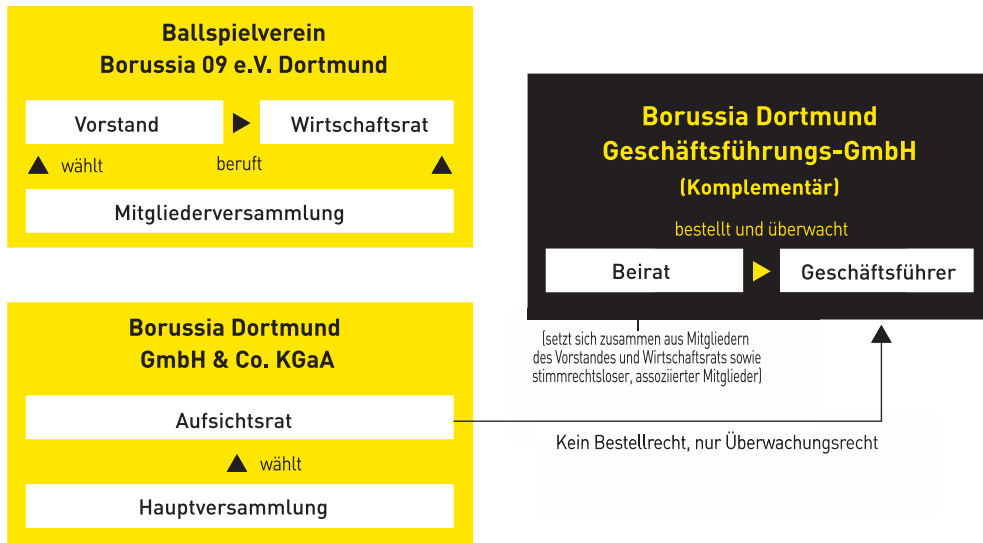 Ballspielverein
Borussia 09 e.V. Dortmund
Vorstand
Wirtschaftsrat
wählt
beruft
Mitgliederversammlung
Borussia Dortmund
Geschäftsführungs-GmbH
(Komplementär)
bestellt und überwacht
Beirat
Geschäftsführer
(setzt sich zusammen aus Mitgliedern
des Vorstandes und Wirtschaftsrats sowie
stimmrechtsloser, assoziierter Mitglieder)
Borussia Dortmund
GmbH & Co. KGaA
Aufsichtsrat
Kein Bestellrecht, nur Überwachungsrecht
wählt
Hauptversammlung